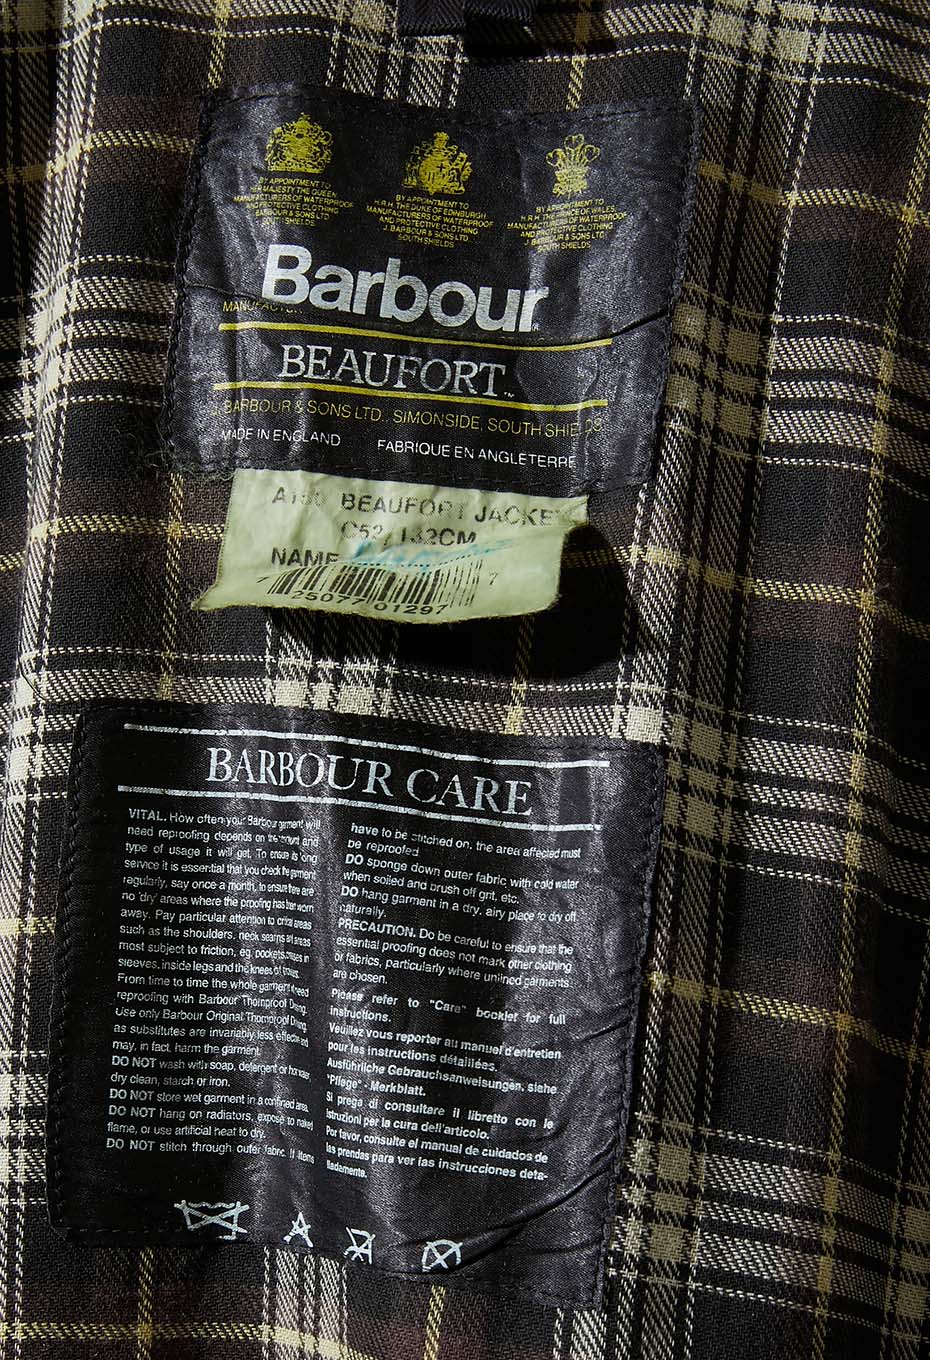 BY APPOINTMENT TO
HER MAJESTY THE QUEEN
MANUFACTURERS OF WATERPROOF
AND PROTECTIVE CLOTHING
BARBOUR & SONS LTD
SHIELDS
BY APPOINTMENT TO
H.R.H. THE DUKE OF EDINBURGH
MANUFACTURERS OF WATERPROOF
AND PROTECTIVE CLOTHING
J. BARBOUR & SONS LTD.
SOUTH SHIELDS
BY APPOINTMENT TO
H.R.H. THE PRINCE OF WALES
MANUFACTURERS OF WATERPROOF
AND PROTECTIVE CLOTHING
J. BARBOUR & SONS LTD
SOUTH SHIELDS
Barbour
BEAUFORT™
BARBOUR & SONS LTD., SIMONSIDE, SOUTH SHIELDS
MADE IN ENGLAND FABRIQUE EN ANGLETERRE
BEAUFORT JACKET
C52/132CM
NAME
7 25077 01297 7
BARBOUR CARE
VITAL. How often your Barbour garment will
need reproofing depends on the amount and
type of usage it will get. To ensure its long
service it is essential that you check the garment
regularly, say once a month, to ensure there are
no 'dry' areas where the proofing has been worn
away. Pay particular attention to critical areas
such as the shoulders, neck seams and areas
most subject to friction, eg. pockets, creases in
sleeves, inside legs and the knees of trousers.
From time to time the whole garment need
reproofing with Barbour Thornproof Dressing.
Use only Barbour Original Thornproof Dressing,
as substitutes are invariably less effective and
may, in fact, harm the garment.
DO NOT wash with soap, detergent or hot water,
dry clean, starch or iron.
DO NOT store wet garment in a confined area.
DO NOT hang on radiators, expose to naked
flame, or use artificial heat to dry.
DO NOT stitch through outer fabric. If items
have to be stitched on, the area affected must
be reproofed
DO sponge down outer fabric with cold water
when soiled and brush off grit, etc.
DO hang garment in a dry, airy place to dry off
naturally.
PRECAUTION. Do be careful to ensure that the
essential proofing does not mark other clothing
or fabrics, particularly where unlined garments
are chosen.
Please refer to "Care" booklet for full
instructions.
Veuillez vous reporter au manuel d'entretien
pour les instructions détaillées.
Ausführliche Gebrauchsanweisungen, siehe
"Pflege" - Merkblatt.
Si prega di consultare il libretto con le
istruzioni per la cura dell'articolo.
Por favor, consulte el manual de cuidados de
las prendas para ver las instrucciones deta-
lladamente.
A
A